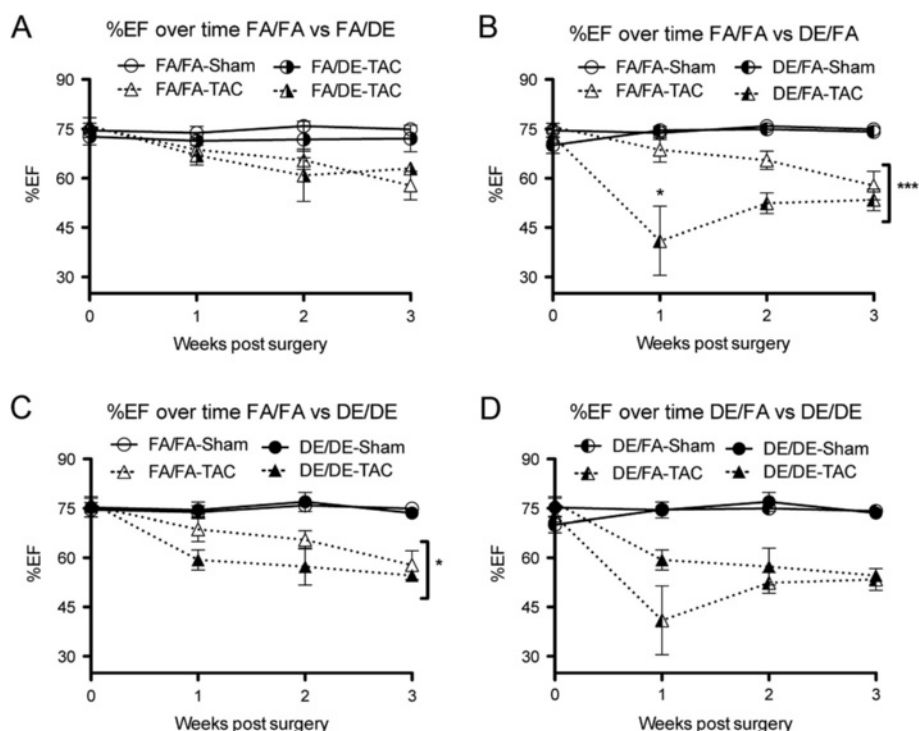 A
%EF over time FA/FA vs FA/DE
FA/FA-Sham FA/DE-TAC
FA/FA-TAC FA/DE-TAC
90
75
60
45
30
%EF
0 1 2 3
Weeks post surgery
B
%EF over time FA/FA vs DE/FA
FA/FA-Sham DE/FA-Sham
FA/FA-TAC DE/FA-TAC
90
75
60
45
30
%EF
*
***
0 1 2 3
Weeks post surgery
C
%EF over time FA/FA vs DE/DE
FA/FA-Sham DE/DE-Sham
FA/FA-TAC DE/DE-TAC
90
75
60
45
30
%EF
*
0 1 2 3
Weeks post surgery
D
%EF over time DE/FA vs DE/DE
DE/FA-Sham DE/DE-Sham
DE/FA-TAC DE/DE-TAC
90
75
60
45
30
%EF
0 1 2 3
Weeks post surgery